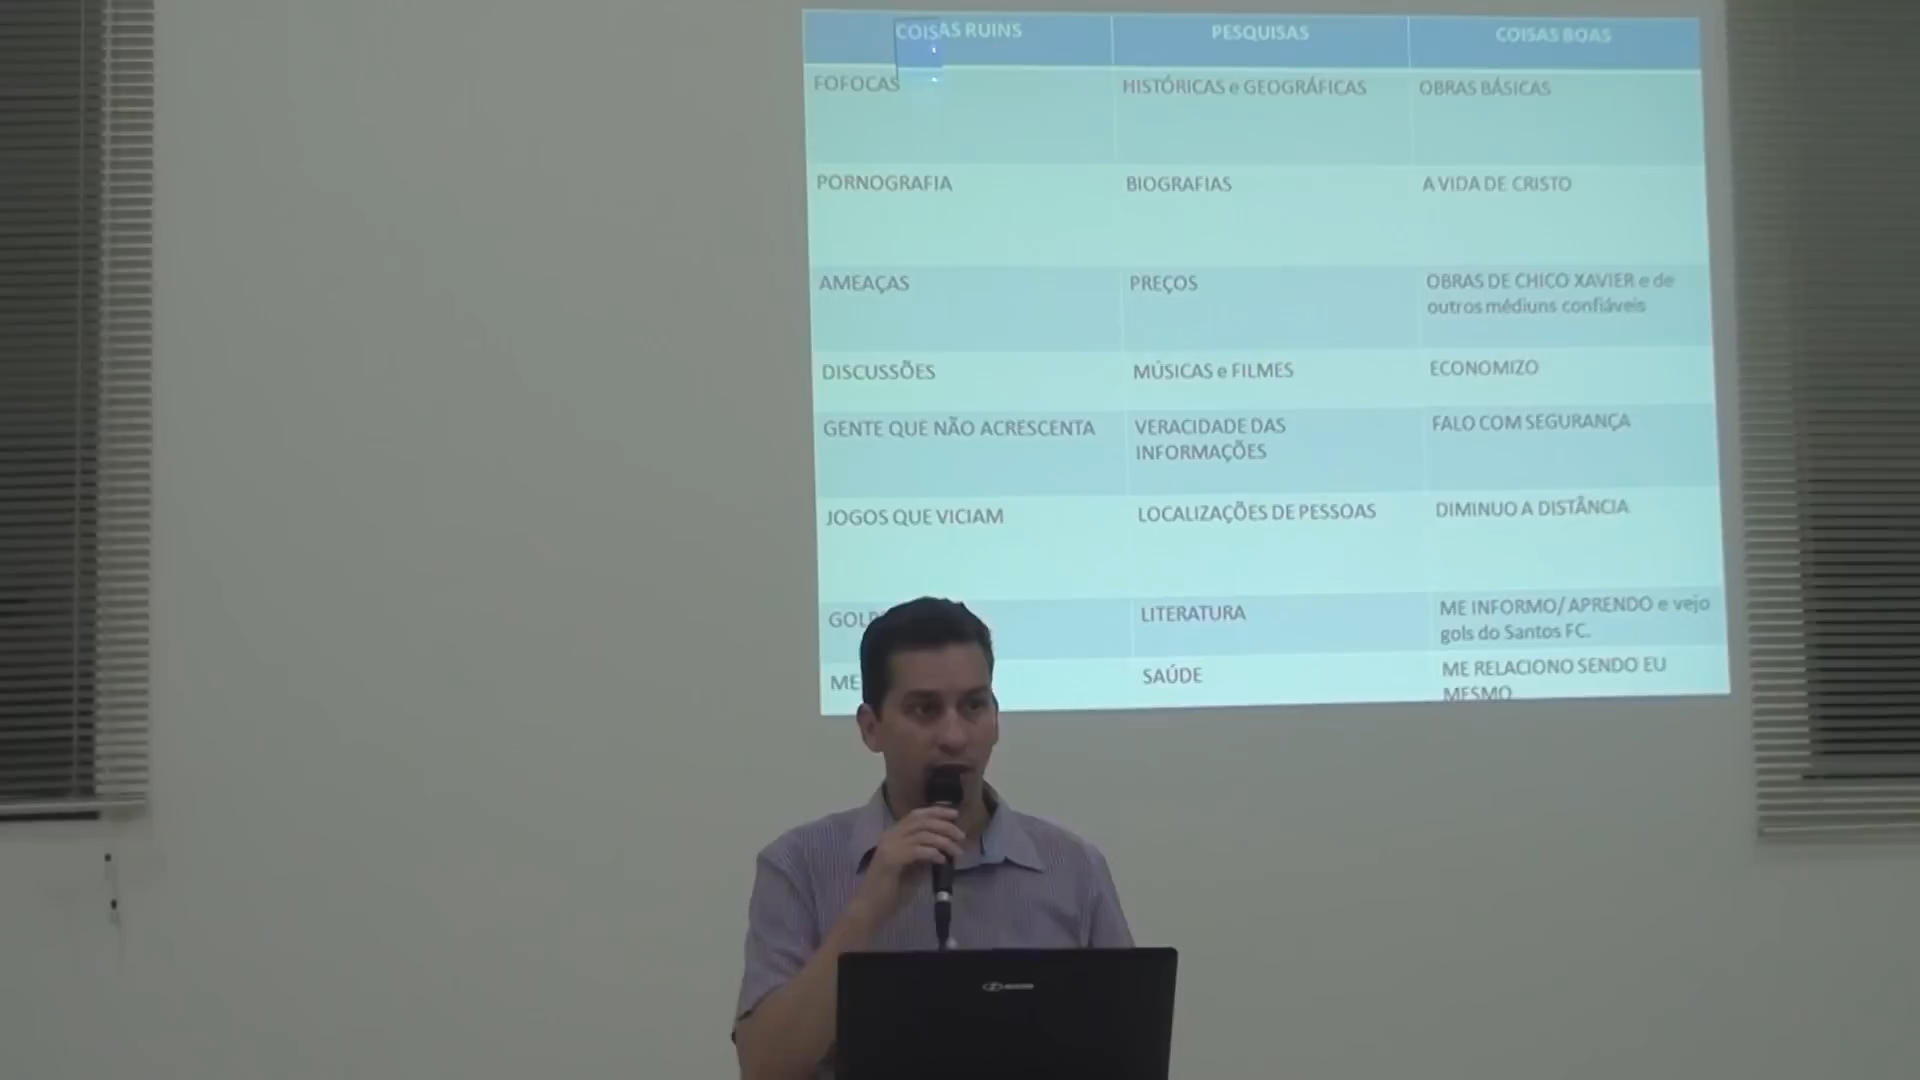 COISAS RUINS PESQUISAS COISAS BOAS
FOFOCAS HISTÓRICAS e GEOGRÁFICAS OBRAS BÁSICAS
PORNOGRAFIA BIOGRAFIAS A VIDA DE CRISTO
AMEAÇAS PREÇOS OBRAS DE CHICO XAVIER e de
outros médiuns confiáveis
DISCUSSÕES MÚSICAS e FILMES ECONOMIZO
GENTE QUE NÃO ACRESCENTA VERACIDADE DAS FALO COM SEGURANÇA
INFORMAÇÕES
JOGOS QUE VICIAM LOCALIZAÇÕES DE PESSOAS DIMINUO A DISTÂNCIA
LITERATURA ME INFORMO/ APRENDO e vejo
gols do Santos FC.
SAÚDE ME RELACIONO SENDO EU
MESMO